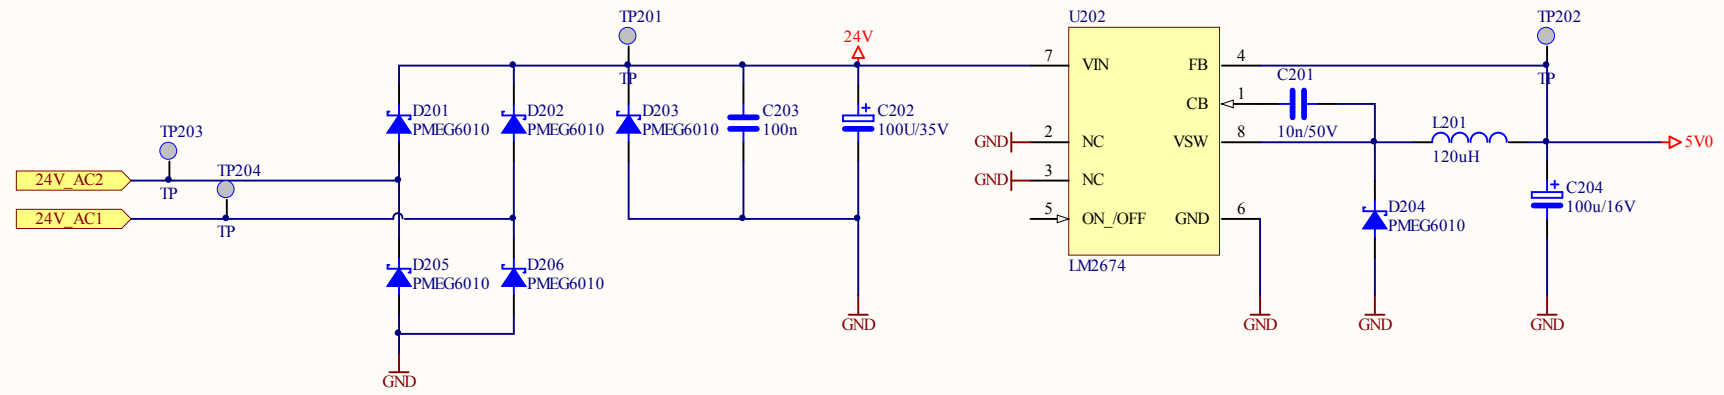 TP201
TP
24V
TP203
TP
TP204
TP
24V_AC2
24V_AC1
D201
PMEG6010
D202
PMEG6010
D203
PMEG6010
C203
100n
C202
100U/35V
D205
PMEG6010
D206
PMEG6010
GND
GND
U202
7
VIN
2
NC
GND
3
NC
GND
5
ON_/OFF
FB
4
CB
1
VSW
8
GND
6
LM2674
GND
C201
10n/50V
D204
PMEG6010
GND
L201
120uH
TP202
TP
5V0
C204
100u/16V
GND